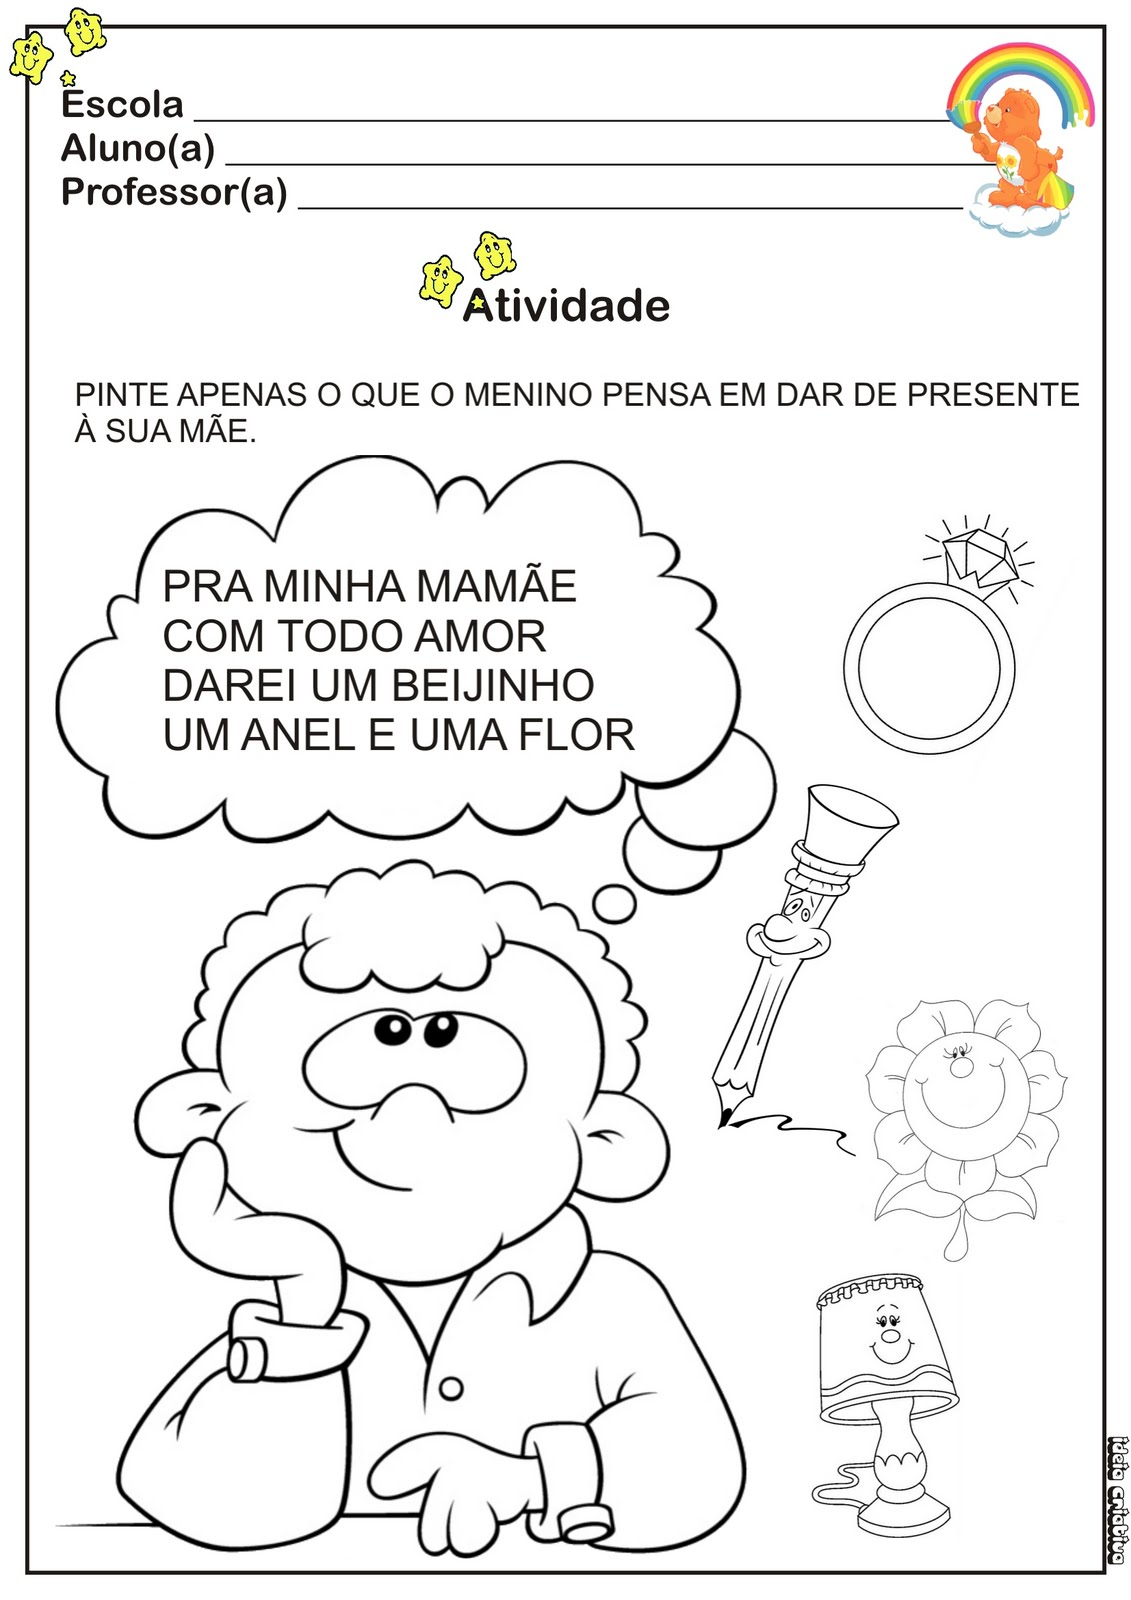 Escola
Aluno(a)
Professor(a)
Atividade
PINTE APENAS O QUE O MENINO PENSA EM DAR DE PRESENTE
À SUA MÃE.
PRA MINHA MAMÃE
COM TODO AMOR
DAREI UM BEIJINHO
UM ANEL E UMA FLOR
ideia criativa